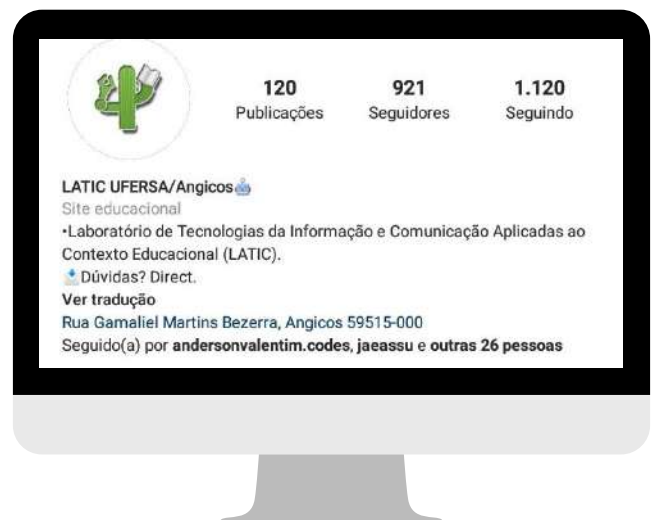 120 921 1.120
Publicações Seguidores Seguindo
LATIC UFERSA/Angicos
Site educacional
•Laboratório de Tecnologias da Informação e Comunicação Aplicadas ao
Contexto Educacional (LATIC).
Dúvidas? Direct.
Ver tradução
Rua Gamaliel Martins Bezerra, Angicos 59515-000
Seguido(a) por andersonvalentim.codes, jaeassu e outras 26 pessoas